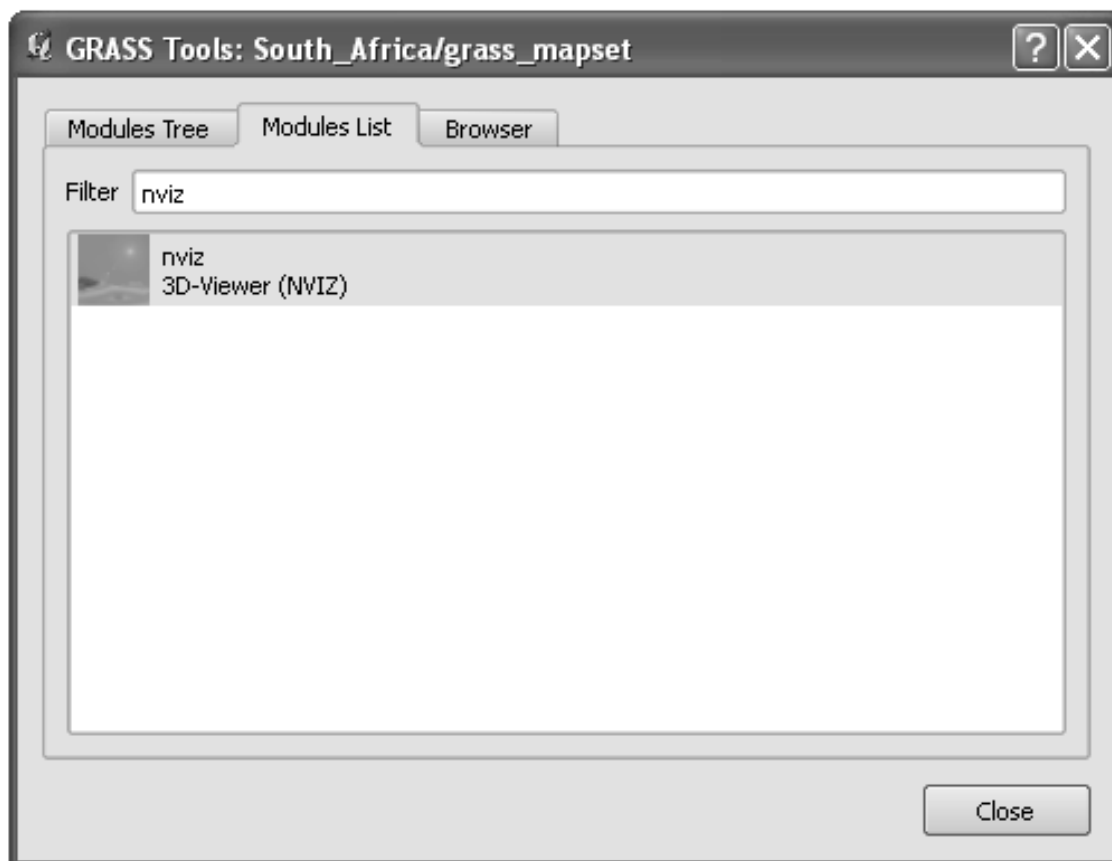 GRASS Tools: South_Africa/grass_mapset
Modules Tree
Modules List
Browser
Filter
nviz
nviz
3D-Viewer (NVIZ)
Close